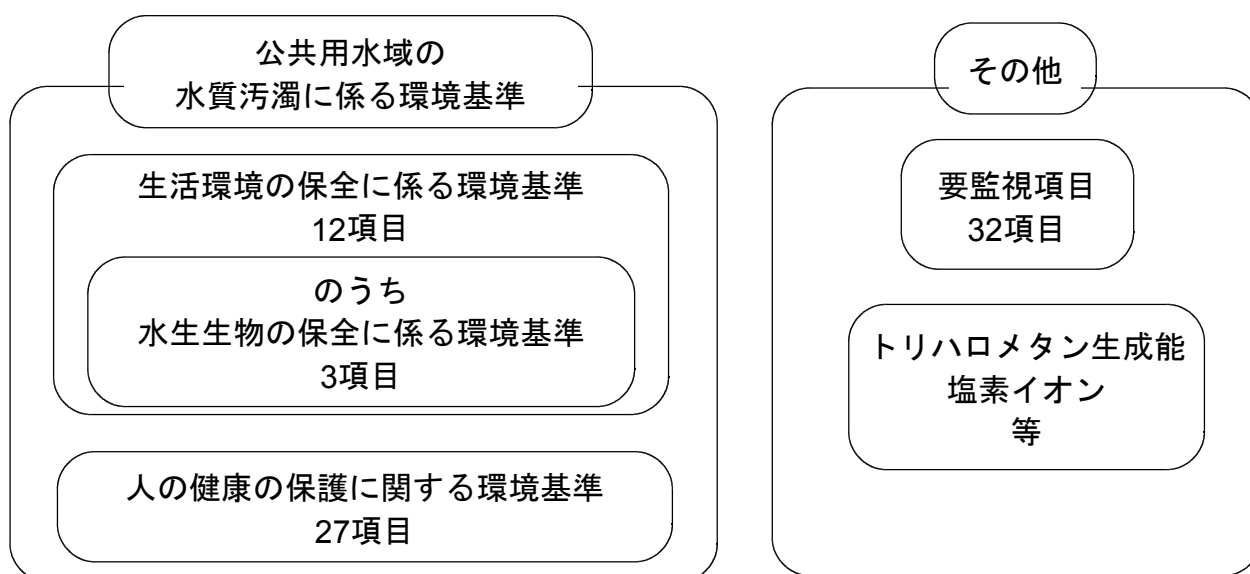 公共用水域の
水質汚濁に係る環境基準
生活環境の保全に係る環境基準
12項目
のうち
水生生物の保全に係る環境基準
3項目
人の健康の保護に関する環境基準
27項目
その他
要監視項目
32項目
トリハロメタン生成能
塩素イオン
等